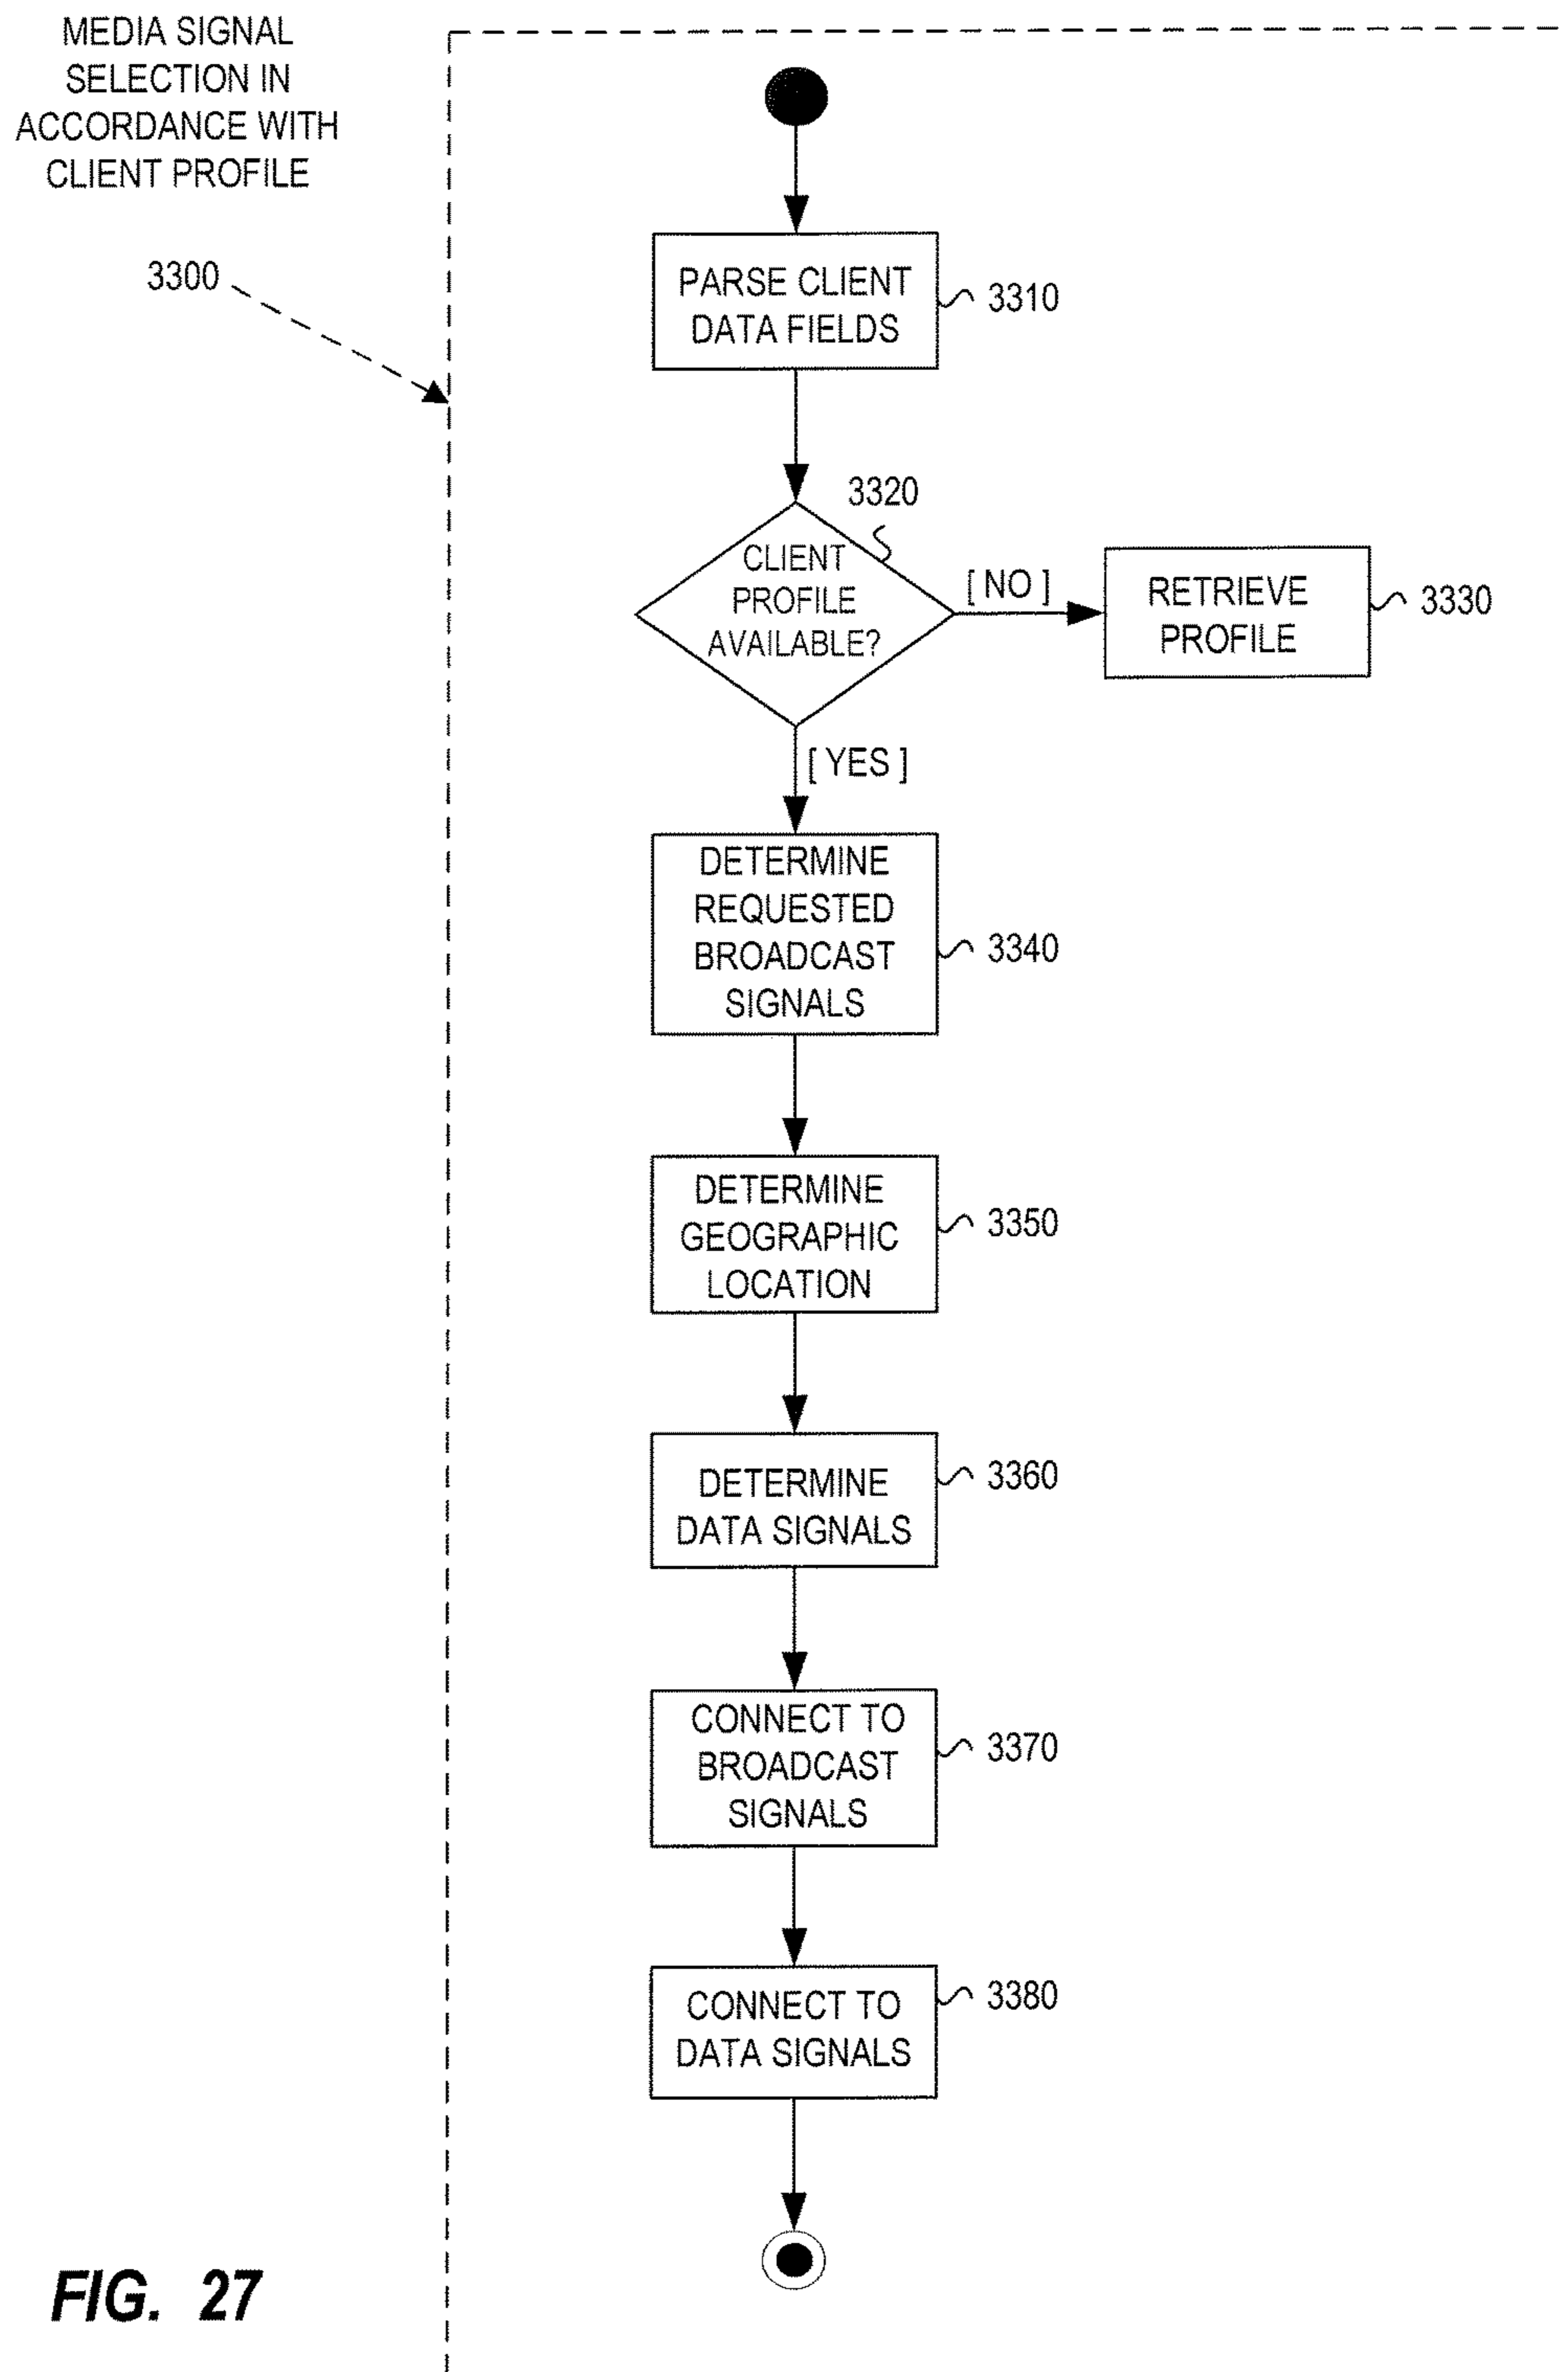 MEDIA SIGNAL
SELECTION IN
ACCORDANCE WITH
CLIENT PROFILE
3300
PARSE CLIENT
DATA FIELDS
3310
3320
CLIENT
PROFILE
AVAILABLE?
[ NO ]
RETRIEVE
PROFILE
3330
[ YES ]
DETERMINE
REQUESTED
BROADCAST
SIGNALS
3340
DETERMINE
GEOGRAPHIC
LOCATION
3350
DETERMINE
DATA SIGNALS
3360
CONNECT TO
BROADCAST
SIGNALS
3370
CONNECT TO
DATA SIGNALS
3380
FIG. 27